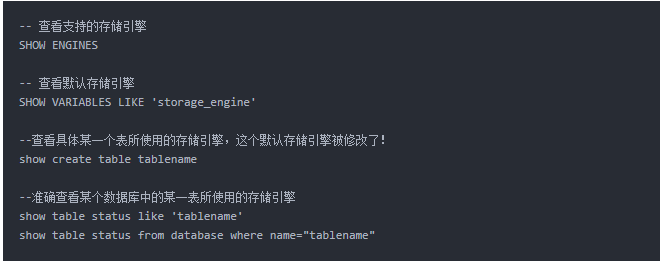 -- 查看支持的存储引擎
SHOW ENGINES
-- 查看默认存储引擎
SHOW VARIABLES LIKE 'storage_engine'
--查看具体某一个表所使用的存储引擎，这个默认存储引擎被修改了！
show create table tablename
--准确查看某个数据库中的某一表所使用的存储引擎
show table status like 'tablename'
show table status from database where name="tablename"